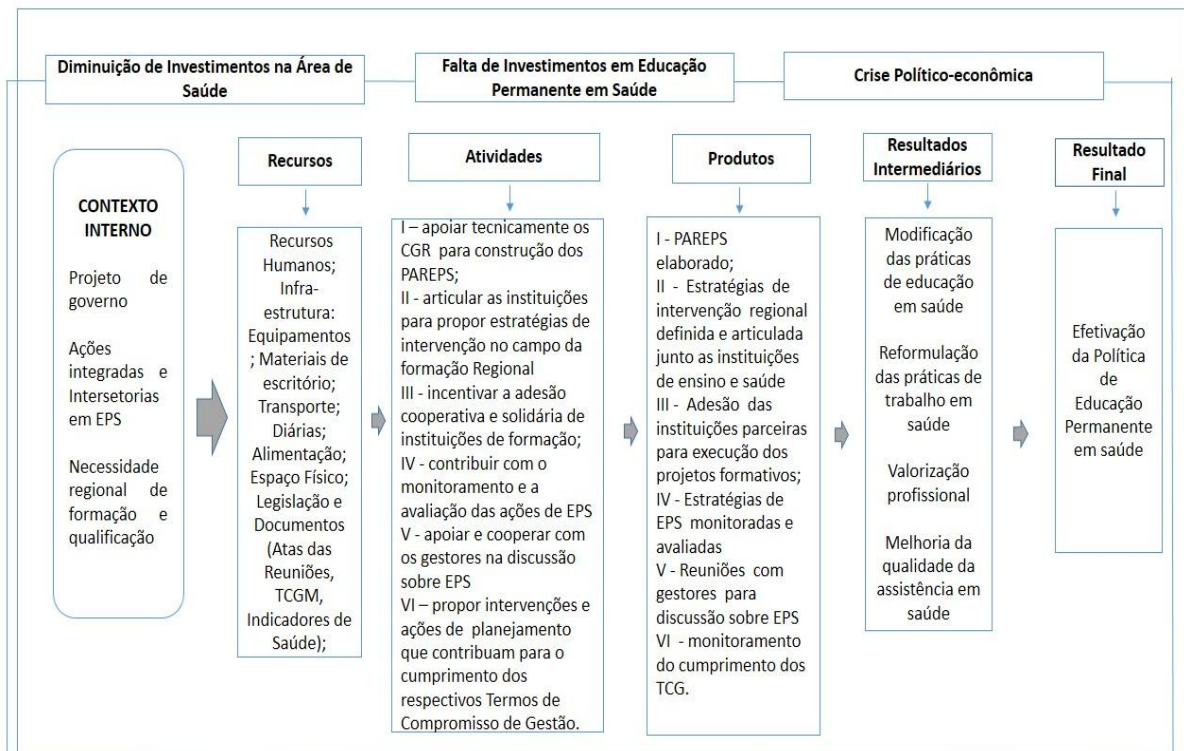 Diminuição de Investimentos na Área de
Saúde
Falta de Investimentos em Educação
Permanente em Saúde
Crise Político-econômica
CONTEXTO
INTERNO
Projeto de
governo
Ações
integradas e
Intersetorias
em EPS
Necessidade
regional de
formação e
qualificação
Recursos
Recursos
Humanos;
Infra-
estrutura:
Equipamentos
; Materiais de
escritório;
Transporte;
Diárias;
Alimentação;
Espaço Físico;
Legislação e
Documentos
(Atas das
Reuniões,
TCGM,
Indicadores de
Saúde);
Atividades
I – apoiar tecnicamente os
CGR para construção dos
PAREPS;
II - articular as instituições
para propor estratégias de
intervenção no campo da
formação Regional
III - incentivar a adesão
cooperativa e solidária de
instituições de formação;
IV - contribuir com o
monitoramento e a
avaliação das ações de EPS
V - apoiar e cooperar com
os gestores na discussão
sobre EPS
VI – propor intervenções e
ações de planejamento
que contribuam para o
cumprimento dos
respectivos Termos de
Compromisso de Gestão.
Produtos
I - PAREPS
elaborado;
II - Estratégias de
intervenção regional
definida e articulada
junto as instituições
de ensino e saúde
III - Adesão das
instituições parceiras
para execução dos
projetos formativos;
IV - Estratégias de
EPS monitoradas e
avaliadas
V - Reuniões com
gestores para
discussão sobre EPS
VI - monitoramento
do cumprimento dos
TCG.
Resultados
Intermediários
Modificação
das práticas
de educação
em saúde
Reformulação
das práticas de
trabalho em
saúde
Valorização
profissional
Melhoria da
qualidade da
assistência em
saúde
Resultado
Final
Efetivação
da Política
de
Educação
Permanente
em saúde